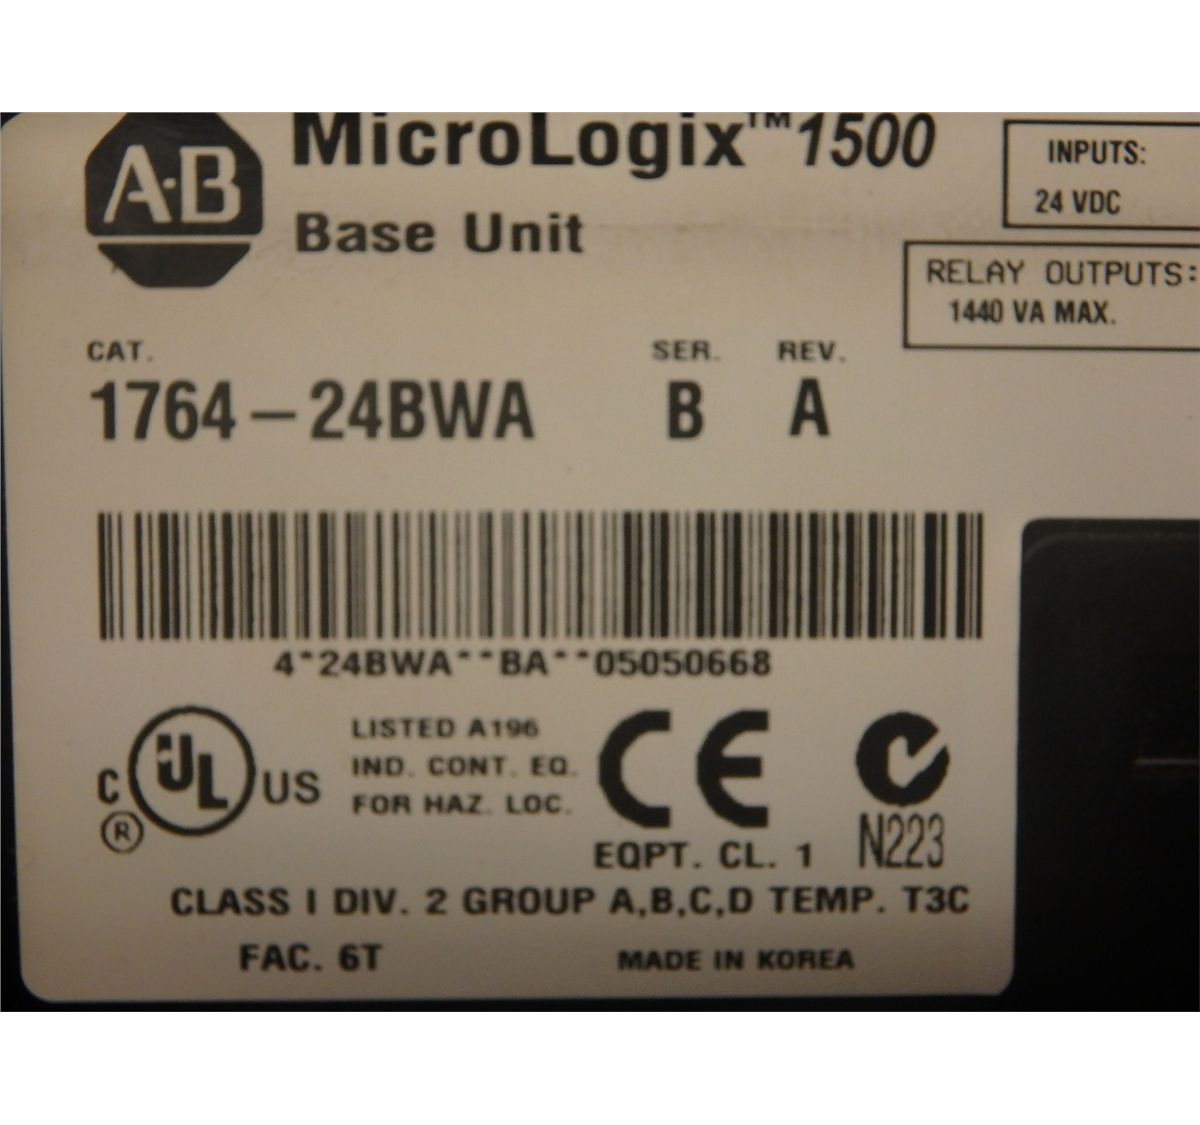 A·B
MicroLogix™ 1500
Base Unit
INPUTS:
24 VDC
RELAY OUTPUTS:
1440 VA MAX.
CAT. SER. REV.
1764-24BWA B A
4*24BWA**BA**05050668
C UL US
®
LISTED A196
IND. CONT. EQ.
FOR HAZ. LOC.
CE
N223
EQPT. CL. 1
CLASS I DIV. 2 GROUP A,B,C,D TEMP. T3C
FAC. 6T
MADE IN KOREA